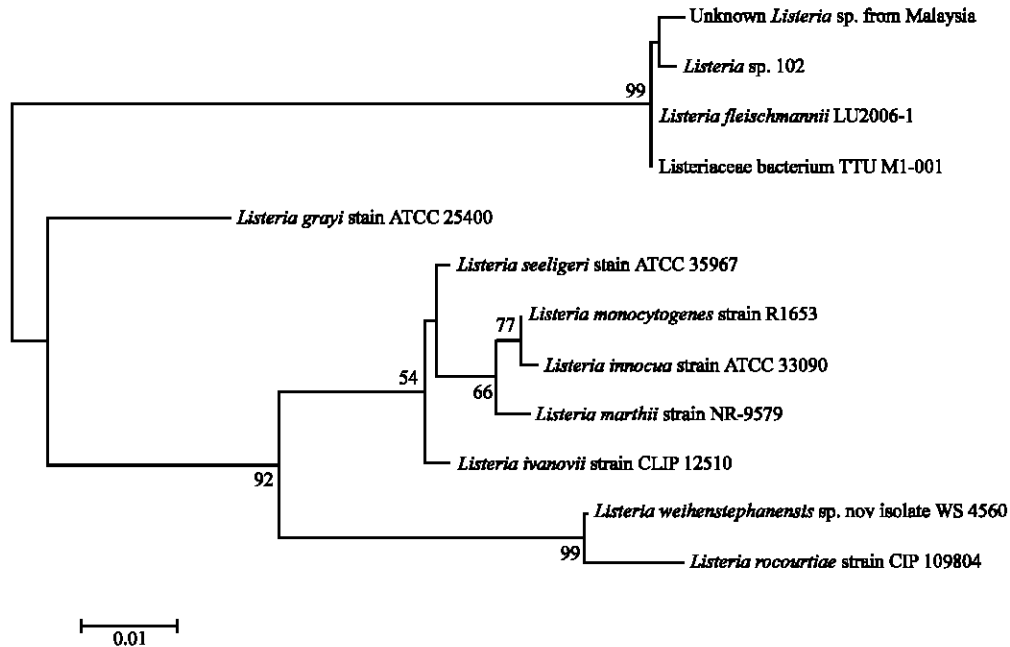 Unknown Listeria sp. from Malaysia
Listeria sp. 102
99
Listeria fleischmannii LU2006-1
Listeriaceae bacterium TTU M1-001
Listeria grayi stain ATCC 25400
Listeria seeligeri stain ATCC 35967
77
Listeria monocytogenes strain R1653
Listeria innocua strain ATCC 33090
54
66
Listeria marthii strain NR-9579
Listeria ivanovii strain CLIP 12510
92
Listeria weihenstephanensis sp. nov isolate WS 4560
99
Listeria rocourtiae strain CIP 109804
0.01